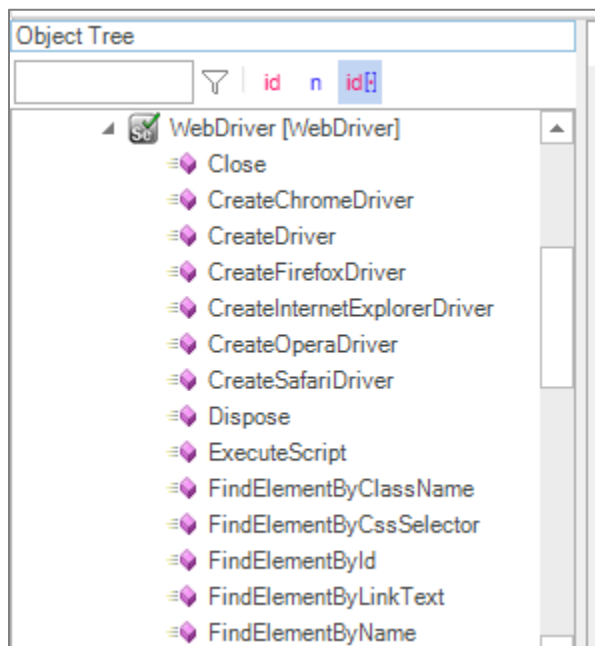 Object Tree
id n id[·]
Se WebDriver [WebDriver]
Close
CreateChromeDriver
CreateDriver
CreateFirefoxDriver
CreateInternetExplorerDriver
CreateOperaDriver
CreateSafariDriver
Dispose
ExecuteScript
FindElementByClassName
FindElementByCssSelector
FindElementById
FindElementByLinkText
FindElementByName